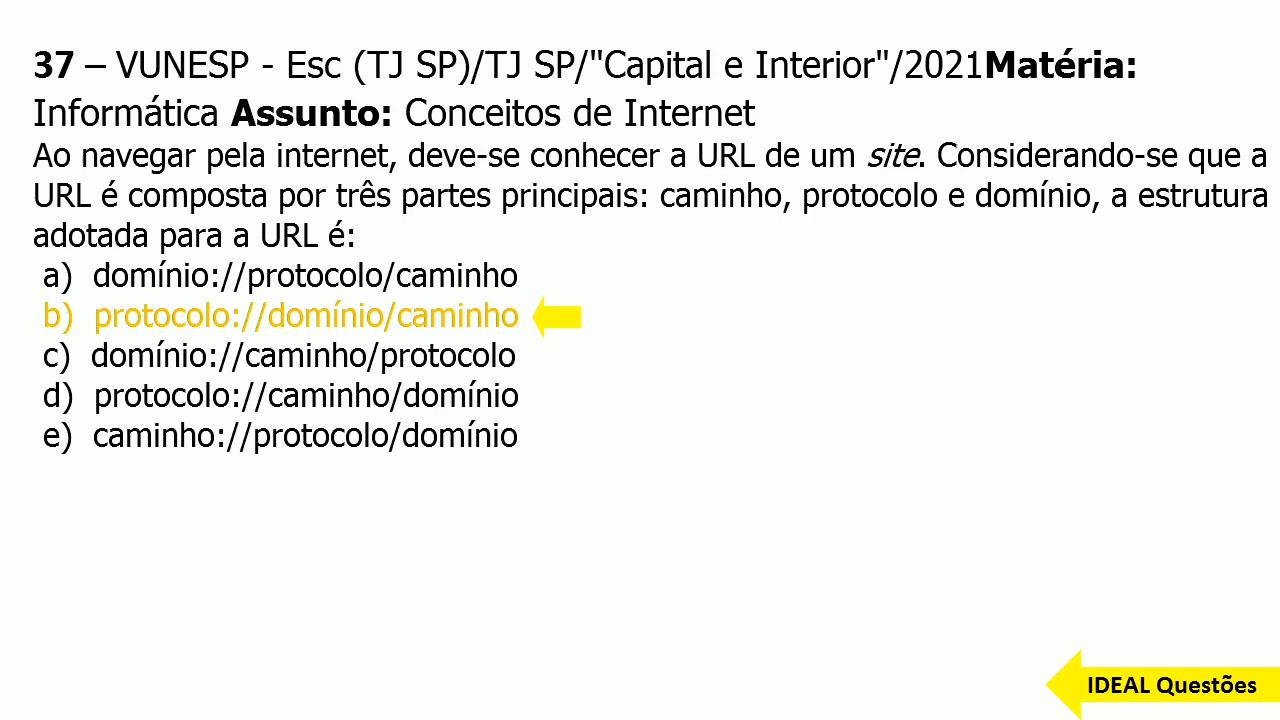 37 – VUNESP - Esc (TJ SP)/TJ SP/"Capital e Interior"/2021Matéria:
Informática Assunto: Conceitos de Internet
Ao navegar pela internet, deve-se conhecer a URL de um site. Considerando-se que a
URL é composta por três partes principais: caminho, protocolo e domínio, a estrutura
adotada para a URL é:
a) domínio://protocolo/caminho
b) protocolo://domínio/caminho
c) domínio://caminho/protocolo
d) protocolo://caminho/domínio
e) caminho://protocolo/domínio
IDEAL Questões